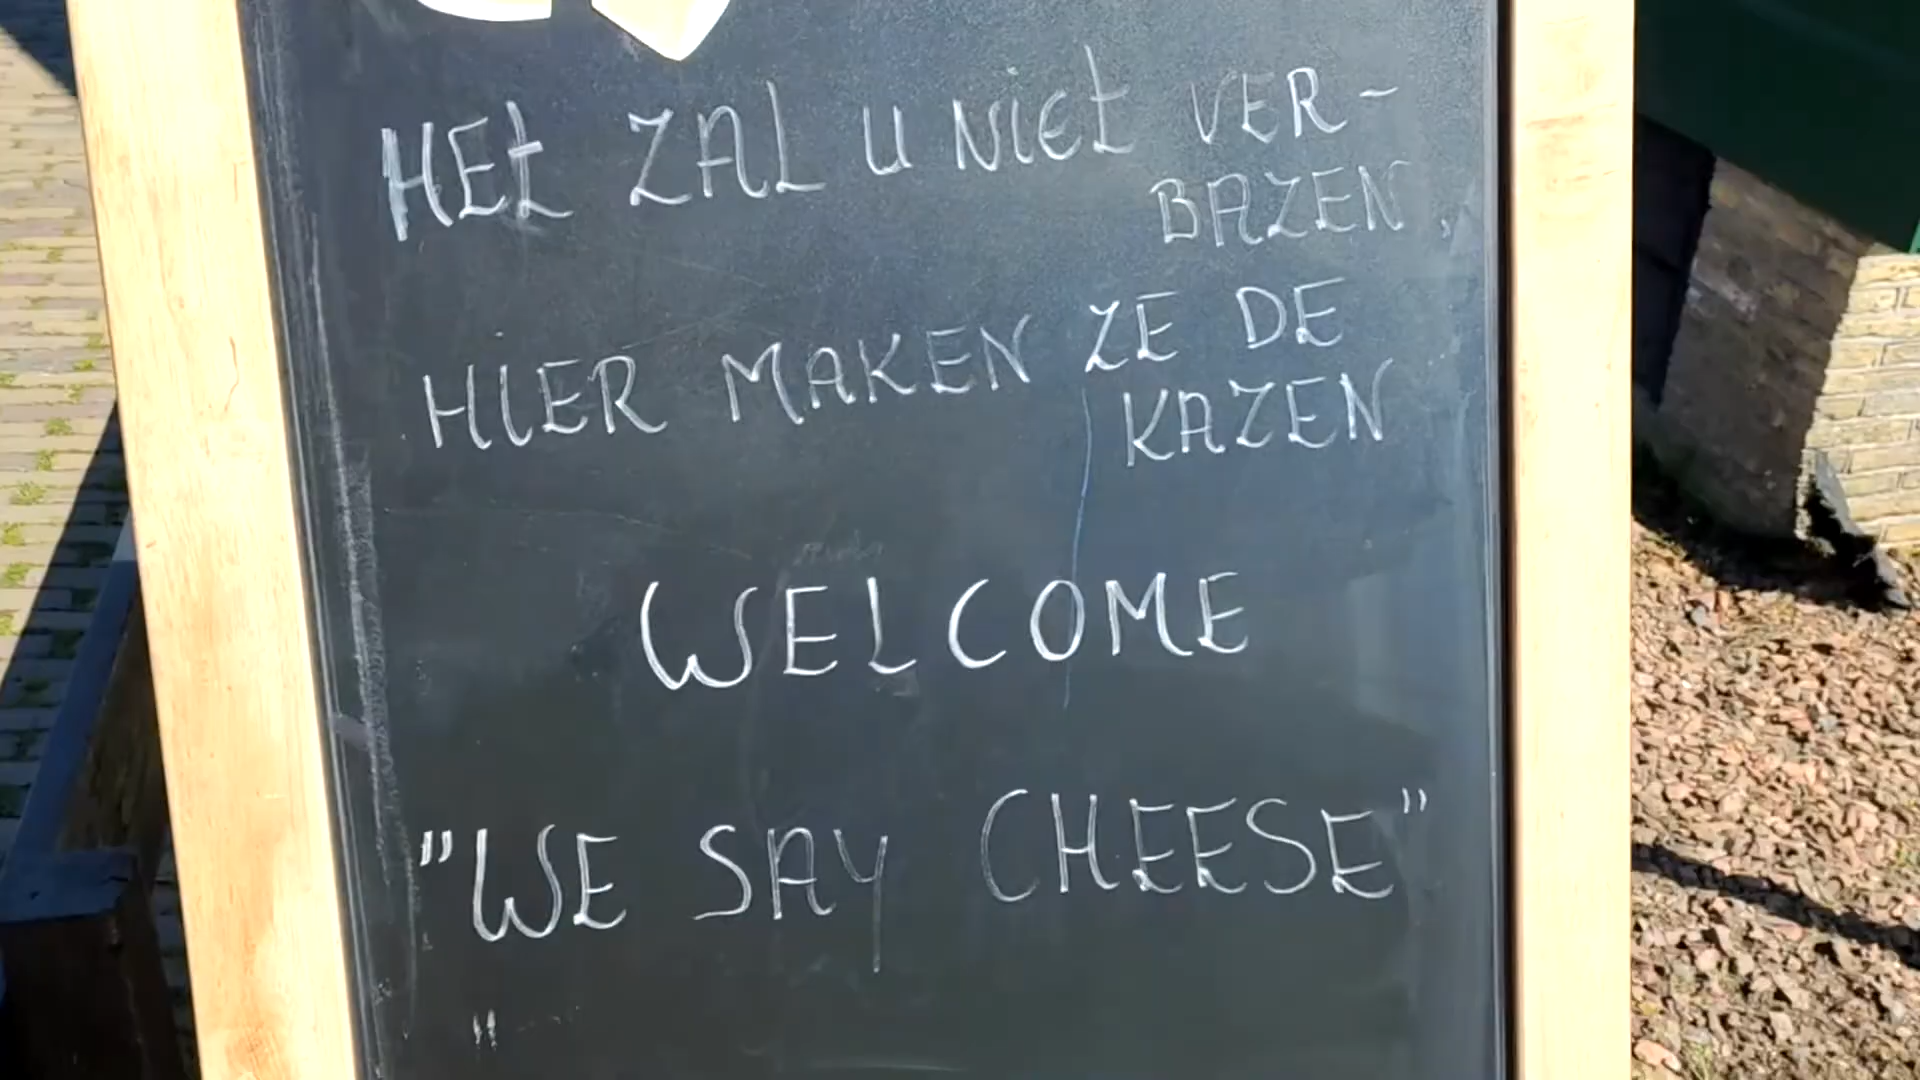 HEt ZAL U NiEt VER-
BAZEN,
HIER MAKEN ZE DE
KAZEN
WELCOME
"WE SAY CHEESE"
"